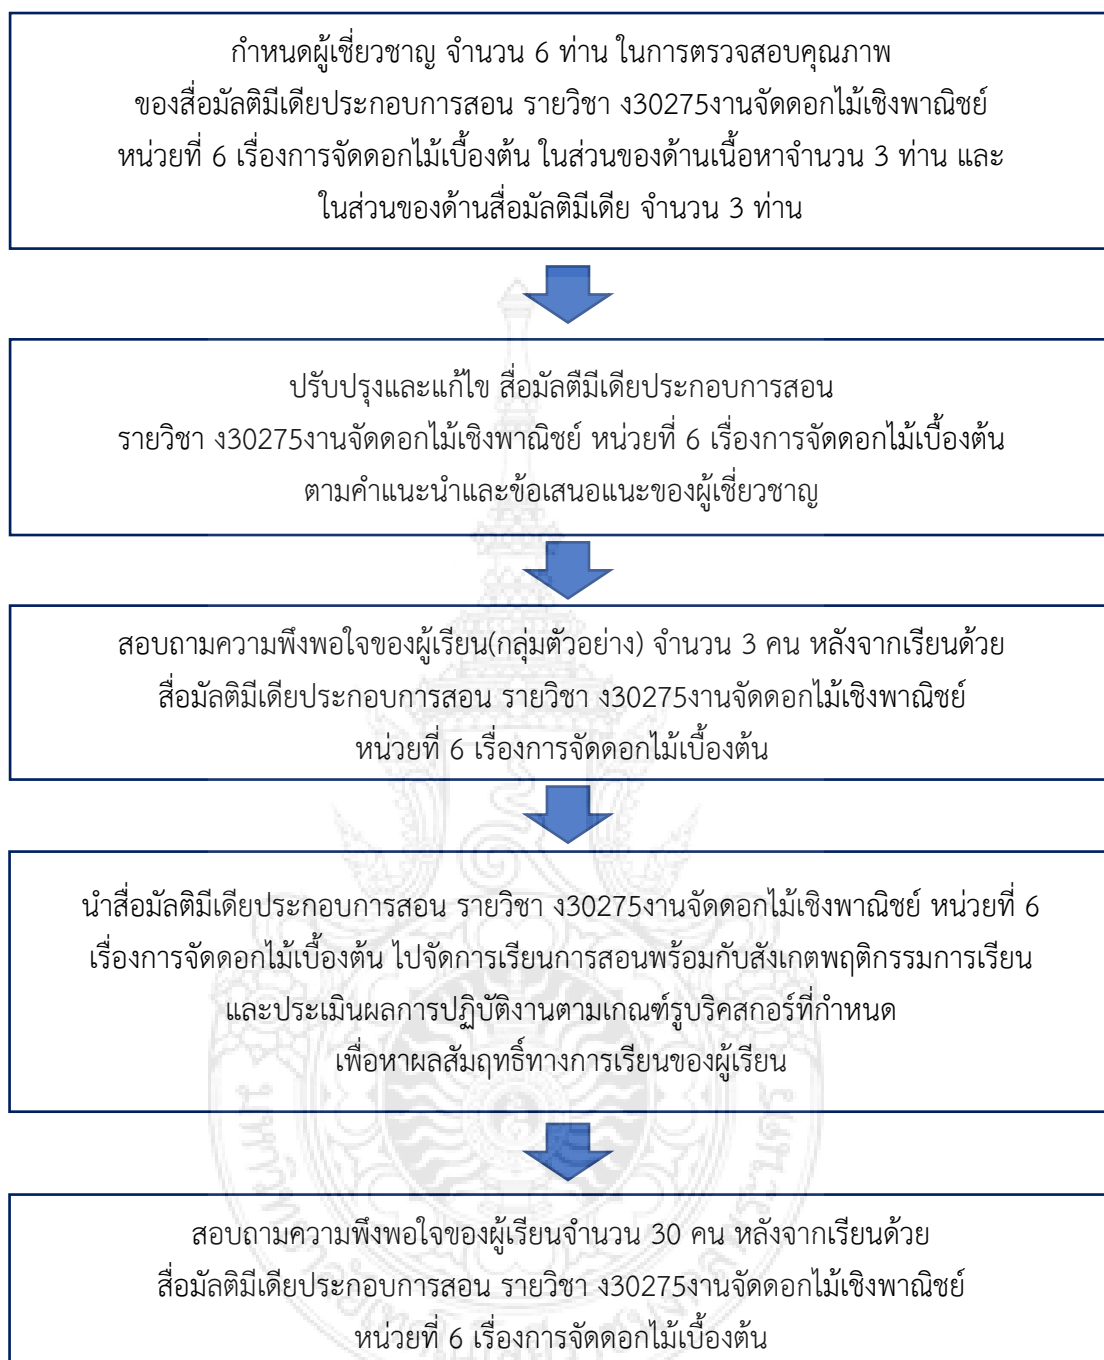 กำหนดผู้เชี่ยวชาญ จำนวน 6 ท่าน ในการตรวจสอบคุณภาพ
ของสื่อมัลติมีเดียประกอบการสอน รายวิชา ง30275งานจัดดอกไม้เชิงพาณิชย์
หน่วยที่ 6 เรื่องการจัดดอกไม้เบื้องต้น ในส่วนของด้านเนื้อหาจำนวน 3 ท่าน และ
ในส่วนของด้านสื่อมัลติมีเดีย จำนวน 3 ท่าน
ปรับปรุงและแก้ไข สื่อมัลตืมีเดียประกอบการสอน
รายวิชา ง30275งานจัดดอกไม้เชิงพาณิชย์ หน่วยที่ 6 เรื่องการจัดดอกไม้เบื้องต้น
ตามคำแนะนำและข้อเสนอแนะของผู้เชี่ยวชาญ
สอบถามความพึงพอใจของผู้เรียน(กลุ่มตัวอย่าง) จำนวน 3 คน หลังจากเรียนด้วย
สื่อมัลติมีเดียประกอบการสอน รายวิชา ง30275งานจัดดอกไม้เชิงพาณิชย์
หน่วยที่ 6 เรื่องการจัดดอกไม้เบื้องต้น
นำสื่อมัลติมีเดียประกอบการสอน รายวิชา ง30275งานจัดดอกไม้เชิงพาณิชย์ หน่วยที่ 6
เรื่องการจัดดอกไม้เบื้องต้น ไปจัดการเรียนการสอนพร้อมกับสังเกตพฤติกรรมการเรียน
และประเมินผลการปฏิบัติงานตามเกณฑ์รูบริคสกอร์ที่กำหนด
เพื่อหาผลสัมฤทธิ์ทางการเรียนของผู้เรียน
สอบถามความพึงพอใจของผู้เรียนจำนวน 30 คน หลังจากเรียนด้วย
สื่อมัลติมีเดียประกอบการสอน รายวิชา ง30275งานจัดดอกไม้เชิงพาณิชย์
หน่วยที่ 6 เรื่องการจัดดอกไม้เบื้องต้น